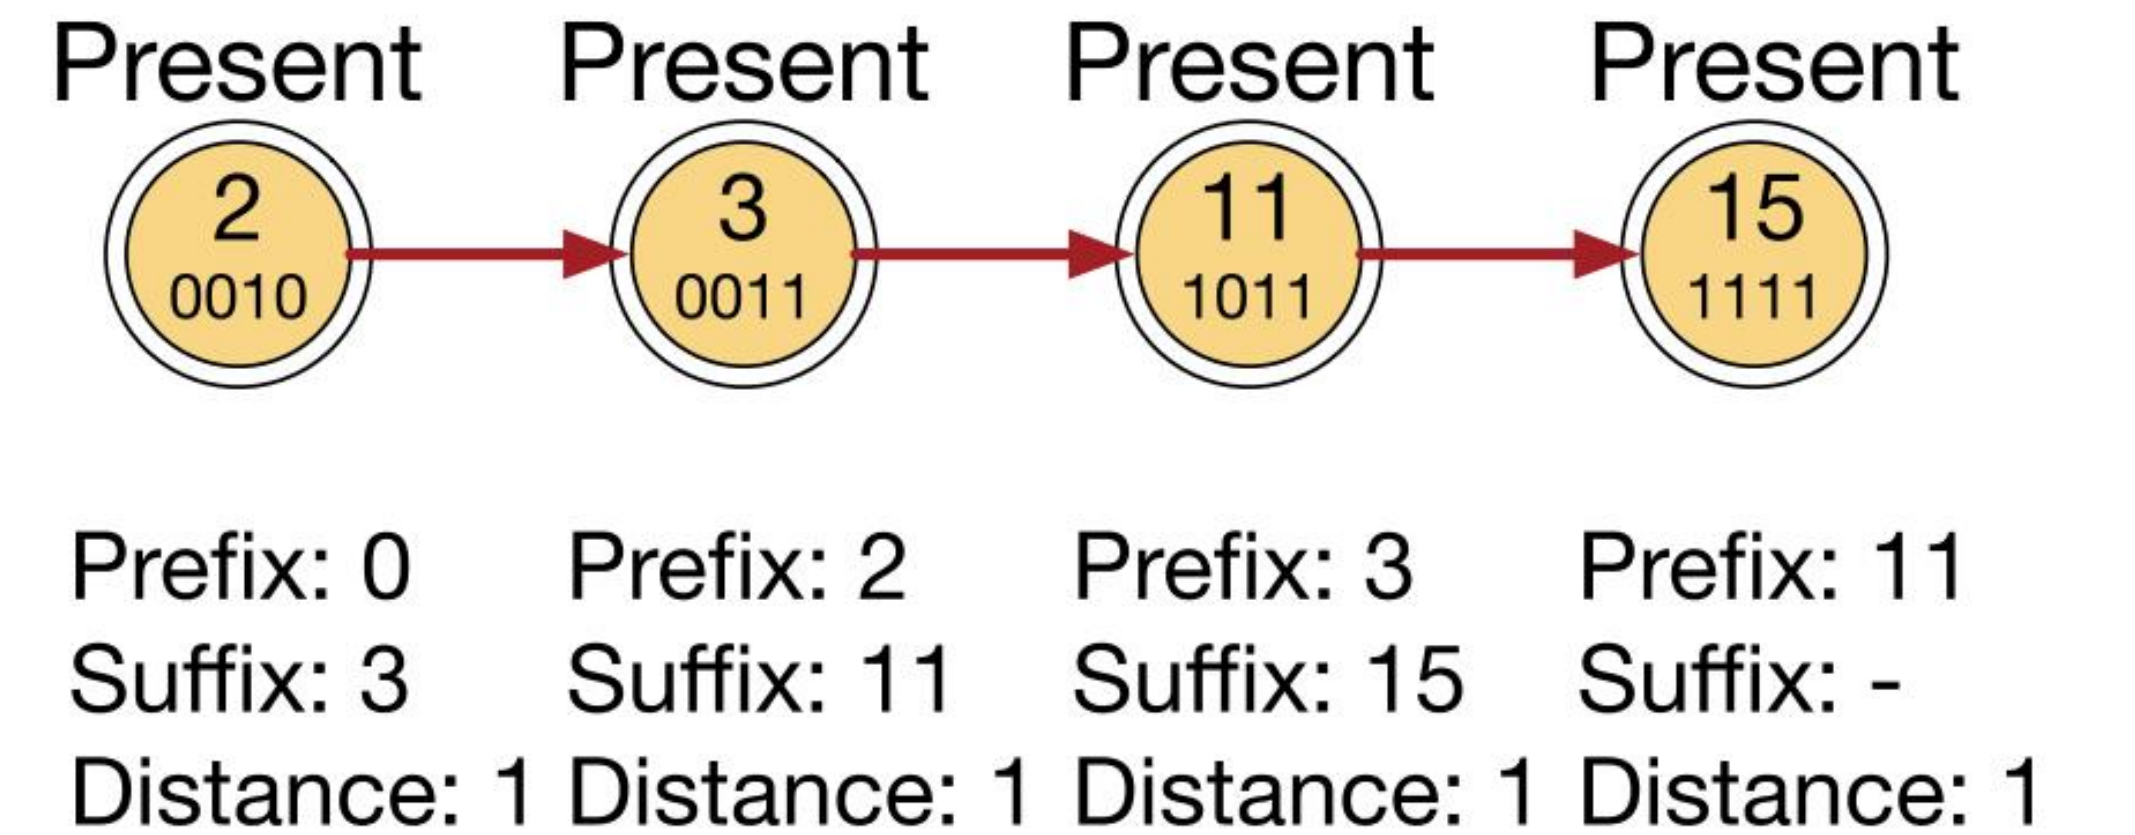 Present Present Present Present
2 3 11 15
0010 0011 1011 1111
Prefix: 0 Prefix: 2 Prefix: 3 Prefix: 11
Suffix: 3 Suffix: 11 Suffix: 15 Suffix: -
Distance: 1 Distance: 1 Distance: 1 Distance: 1